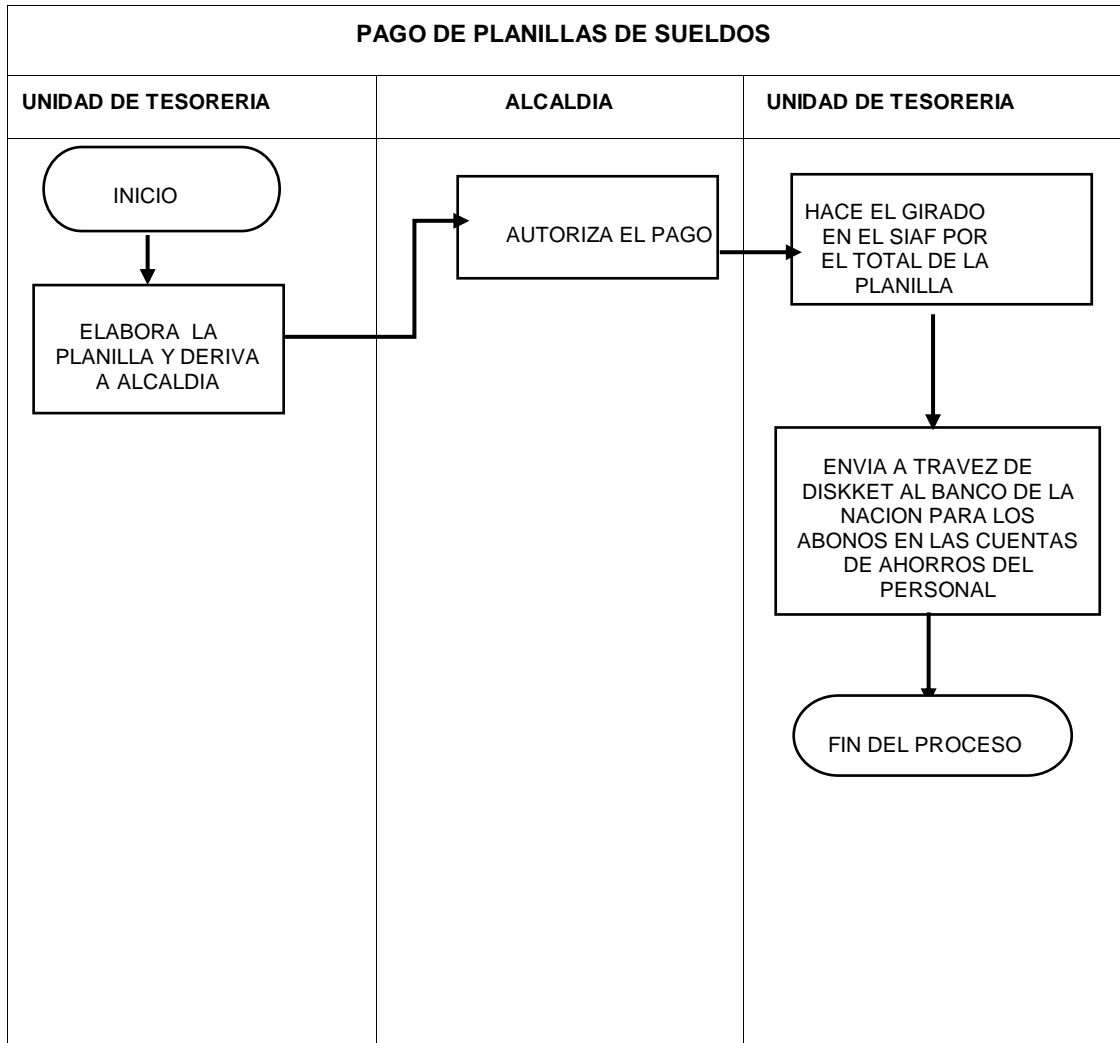 PAGO DE PLANILLAS DE SUELDOS
UNIDAD DE TESORERIA
ALCALDIA
UNIDAD DE TESORERIA
INICIO
ELABORA LA
PLANILLA Y DERIVA
A ALCALDIA
AUTORIZA EL PAGO
HACE EL GIRADO
EN EL SIAF POR
EL TOTAL DE LA
PLANILLA
ENVIA A TRAVEZ DE
DISKKET AL BANCO DE LA
NACION PARA LOS
ABONOS EN LAS CUENTAS
DE AHORROS DEL
PERSONAL
FIN DEL PROCESO